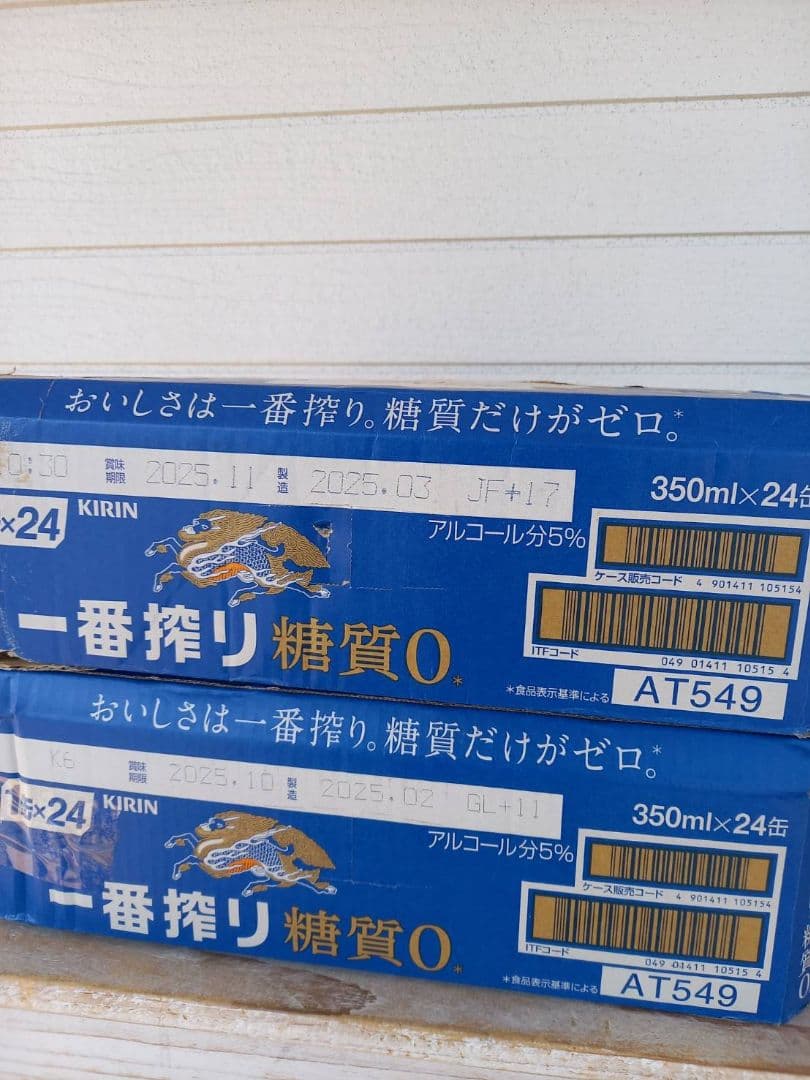 おいしさは一番搾り。糖質だけがゼロ。*
0:30 賞味期限 2025.11 製造 2025.03 JF+17
350ml×24缶
×24
KIRIN
アルコール分5%
ケース販売コード 4 901411 105154
一番搾り 糖質0*
ITFコード 049 01411 10515 4
*食品表示基準による
AT549
おいしさは一番搾り。糖質だけがゼロ。*
K6 賞味期限 2025.10 製造 2025.02 GL+11
350ml×24缶
缶×24
KIRIN
アルコール分5%
ケース販売コード 4 901411 105154
一番搾り 糖質0*
ITFコード 049 01411 10515 4
*食品表示基準による
AT549